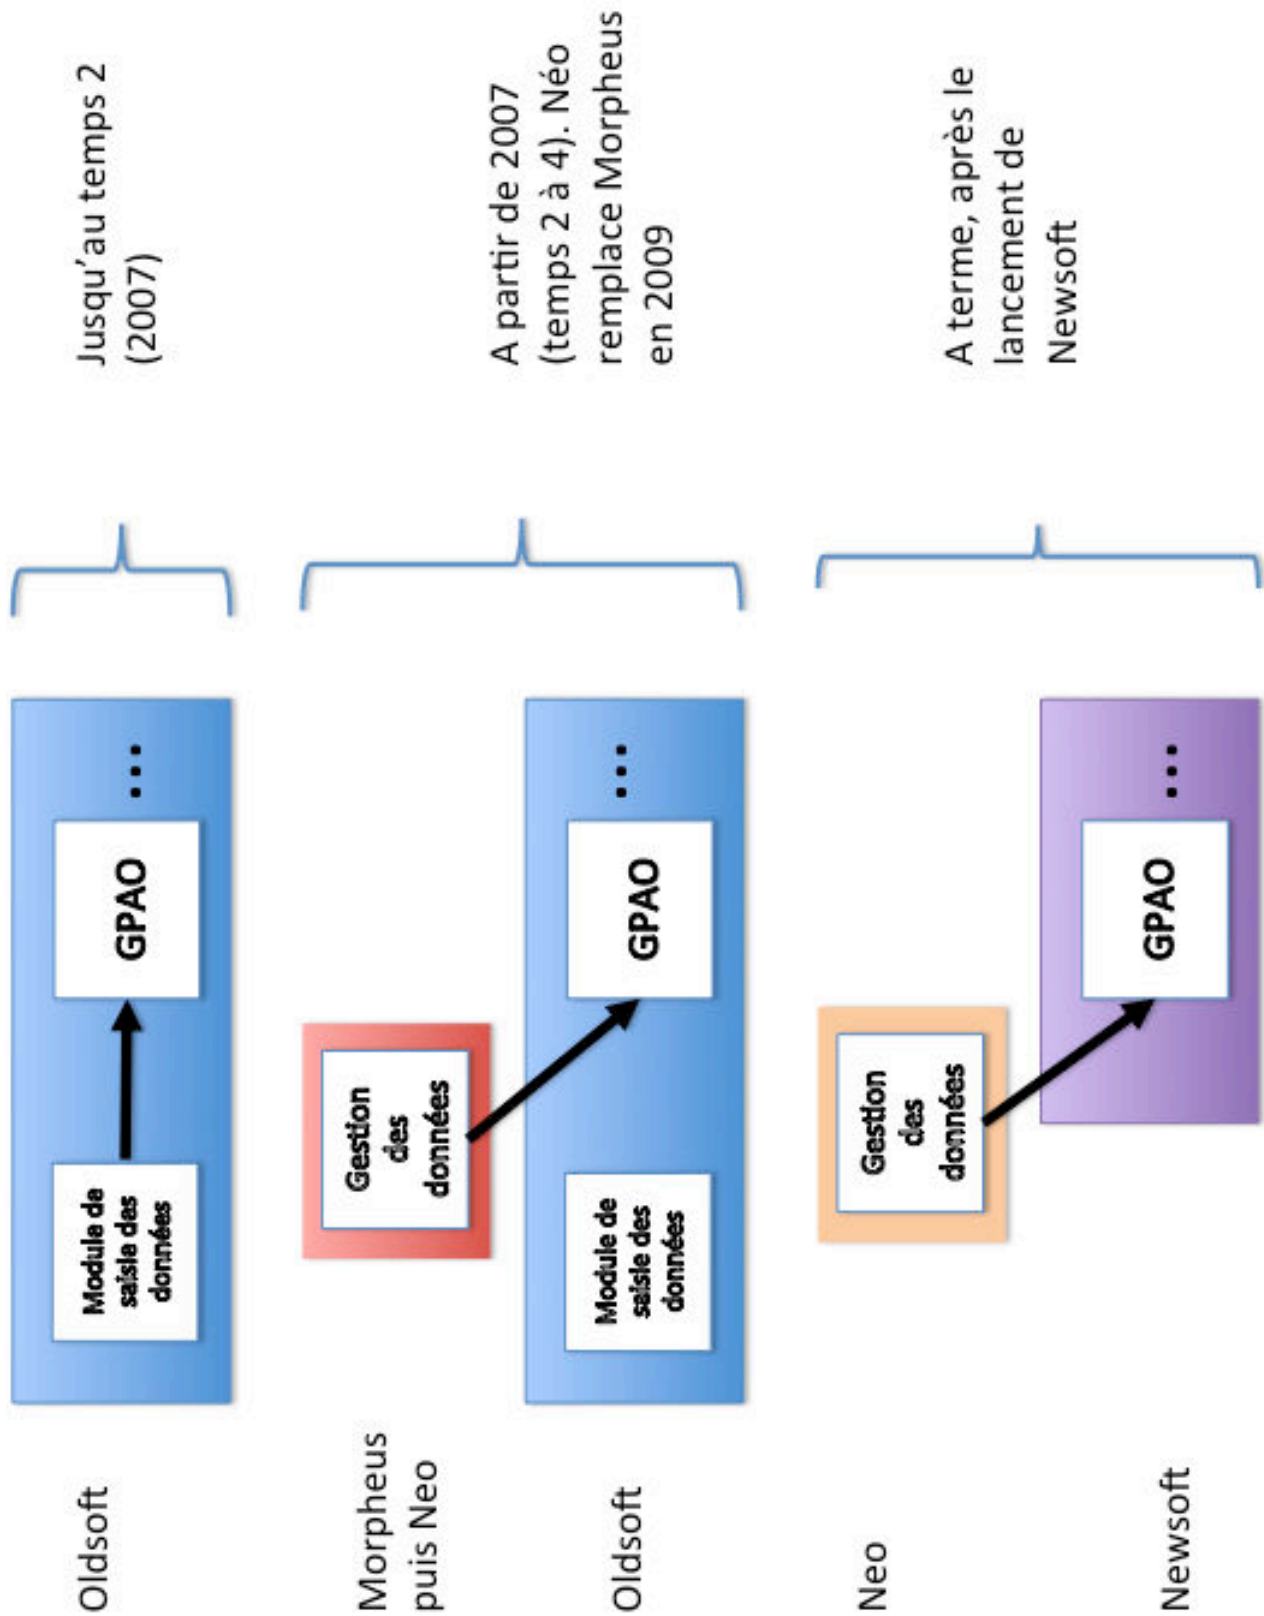 Oldsoft
Module de
saisie des
données
GPAO
...
Jusqu'au temps 2
(2007)
Morpheus
puis Neo
Gestion
des
données
Oldsoft
Module de
saisie des
données
GPAO
...
A partir de 2007
(temps 2 à 4). Néo
remplace Morpheus
en 2009
Neo
Gestion
des
données
Newsoft
GPAO
...
A terme, après le
lancement de
Newsoft